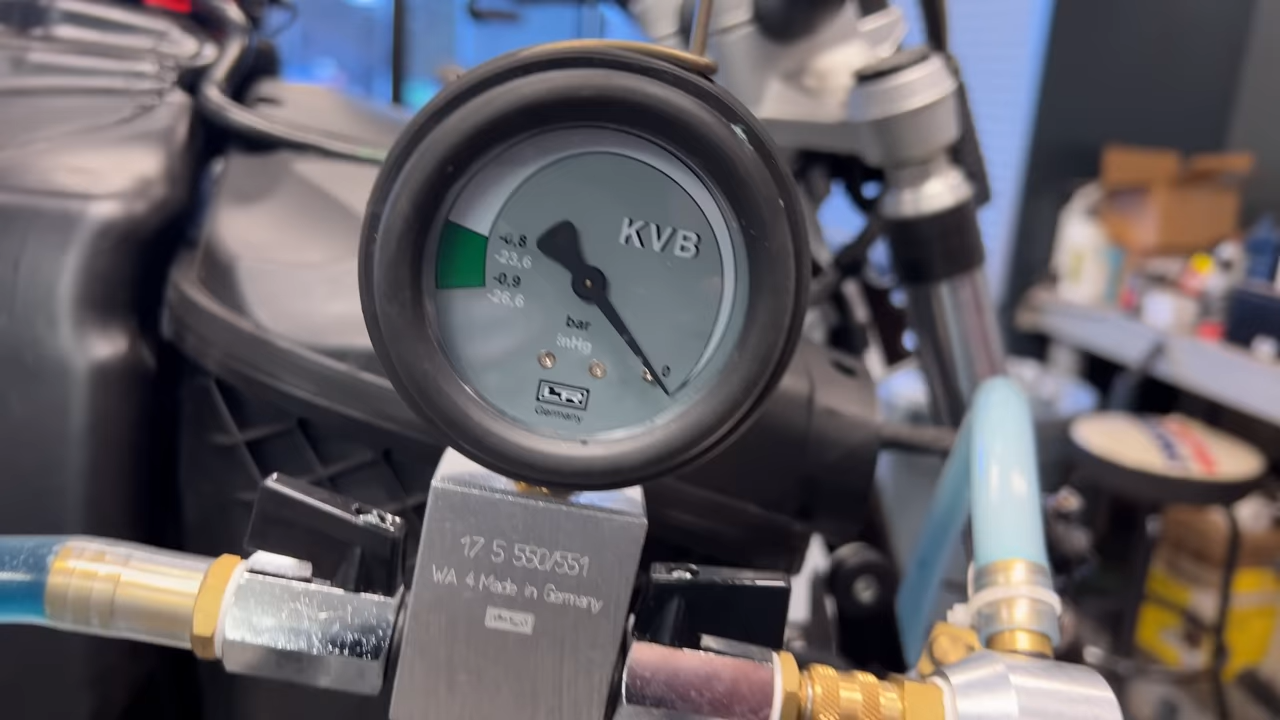 KVB
-0,8
-23,6
-0,9
-26,6
bar
inHg
0
LR
Germany
17 5 550/551
WA 4 Made in Germany